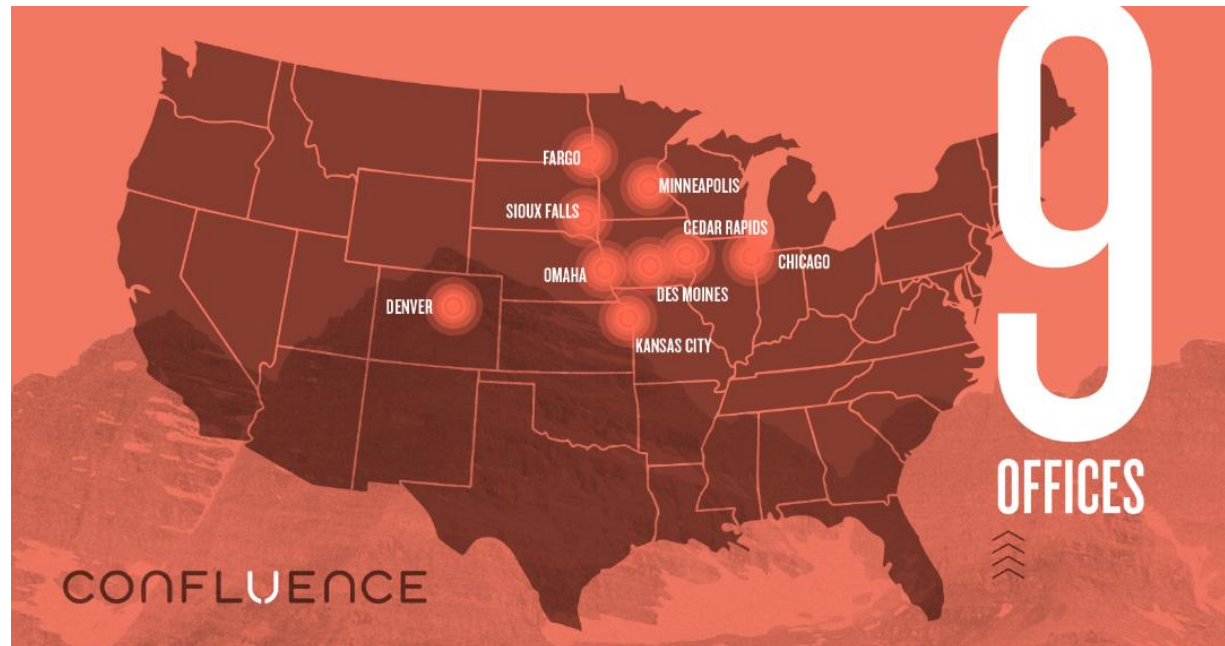 9
OFFICES
FARGO
MINNEAPOLIS
SIOUX FALLS
CEDAR RAPIDS
OMAHA
CHICAGO
DES MOINES
DENVER
KANSAS CITY
CONFLUENCE